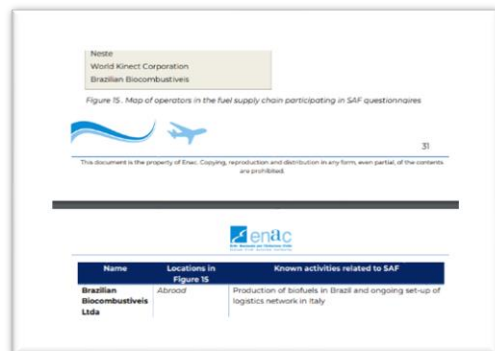 Neste
World Kinect Corporation
Brazilian Biocombustiveis
Figure 15 . Map of operators in the fuel supply chain participating in SAF questionnaires
31
This document is the property of Enac. Copying, reproduction and distribution in any form, even partial, of the contents
are prohibited.
enac
Name Locations in Known activities related to SAF
Figure 15
Brazilian Abroad Production of biofuels in Brazil and ongoing set-up of
Biocombustiveis logistics network in Italy
Ltda